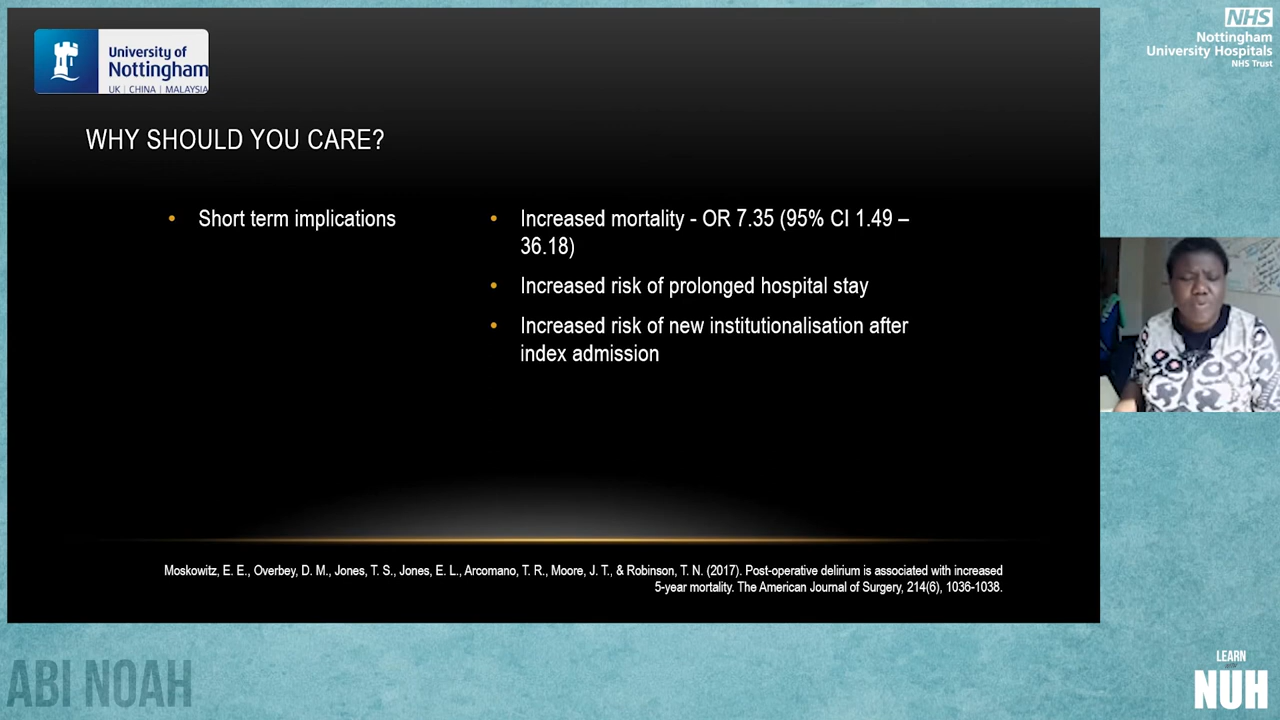 University of
Nottingham
UK | CHINA | MALAYSIA
NHS
Nottingham
University Hospitals
NHS Trust
WHY SHOULD YOU CARE?
• Short term implications
• Increased mortality - OR 7.35 (95% CI 1.49 –
36.18)
• Increased risk of prolonged hospital stay
• Increased risk of new institutionalisation after
index admission
Moskowitz, E. E., Overbey, D. M., Jones, T. S., Jones, E. L., Arcomano, T. R., Moore, J. T., & Robinson, T. N. (2017). Post-operative delirium is associated with increased
5-year mortality. The American Journal of Surgery, 214(6), 1036-1038.
ABI NOAH
LEARN
NUH